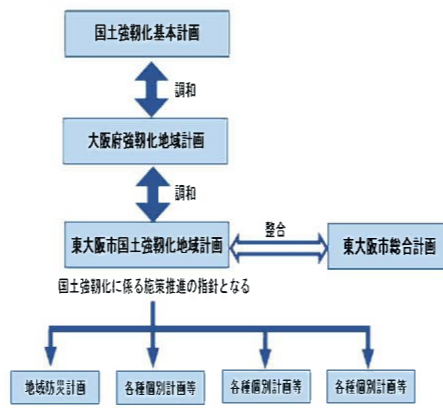 国土強靱化基本計画
調和
大阪府強靱化地域計画
調和
東大阪市国土強靱化地域計画
整合
東大阪市総合計画
国土強靱化に係る施策推進の指針となる
地域防災計画
各種個別計画等
各種個別計画等
各種個別計画等